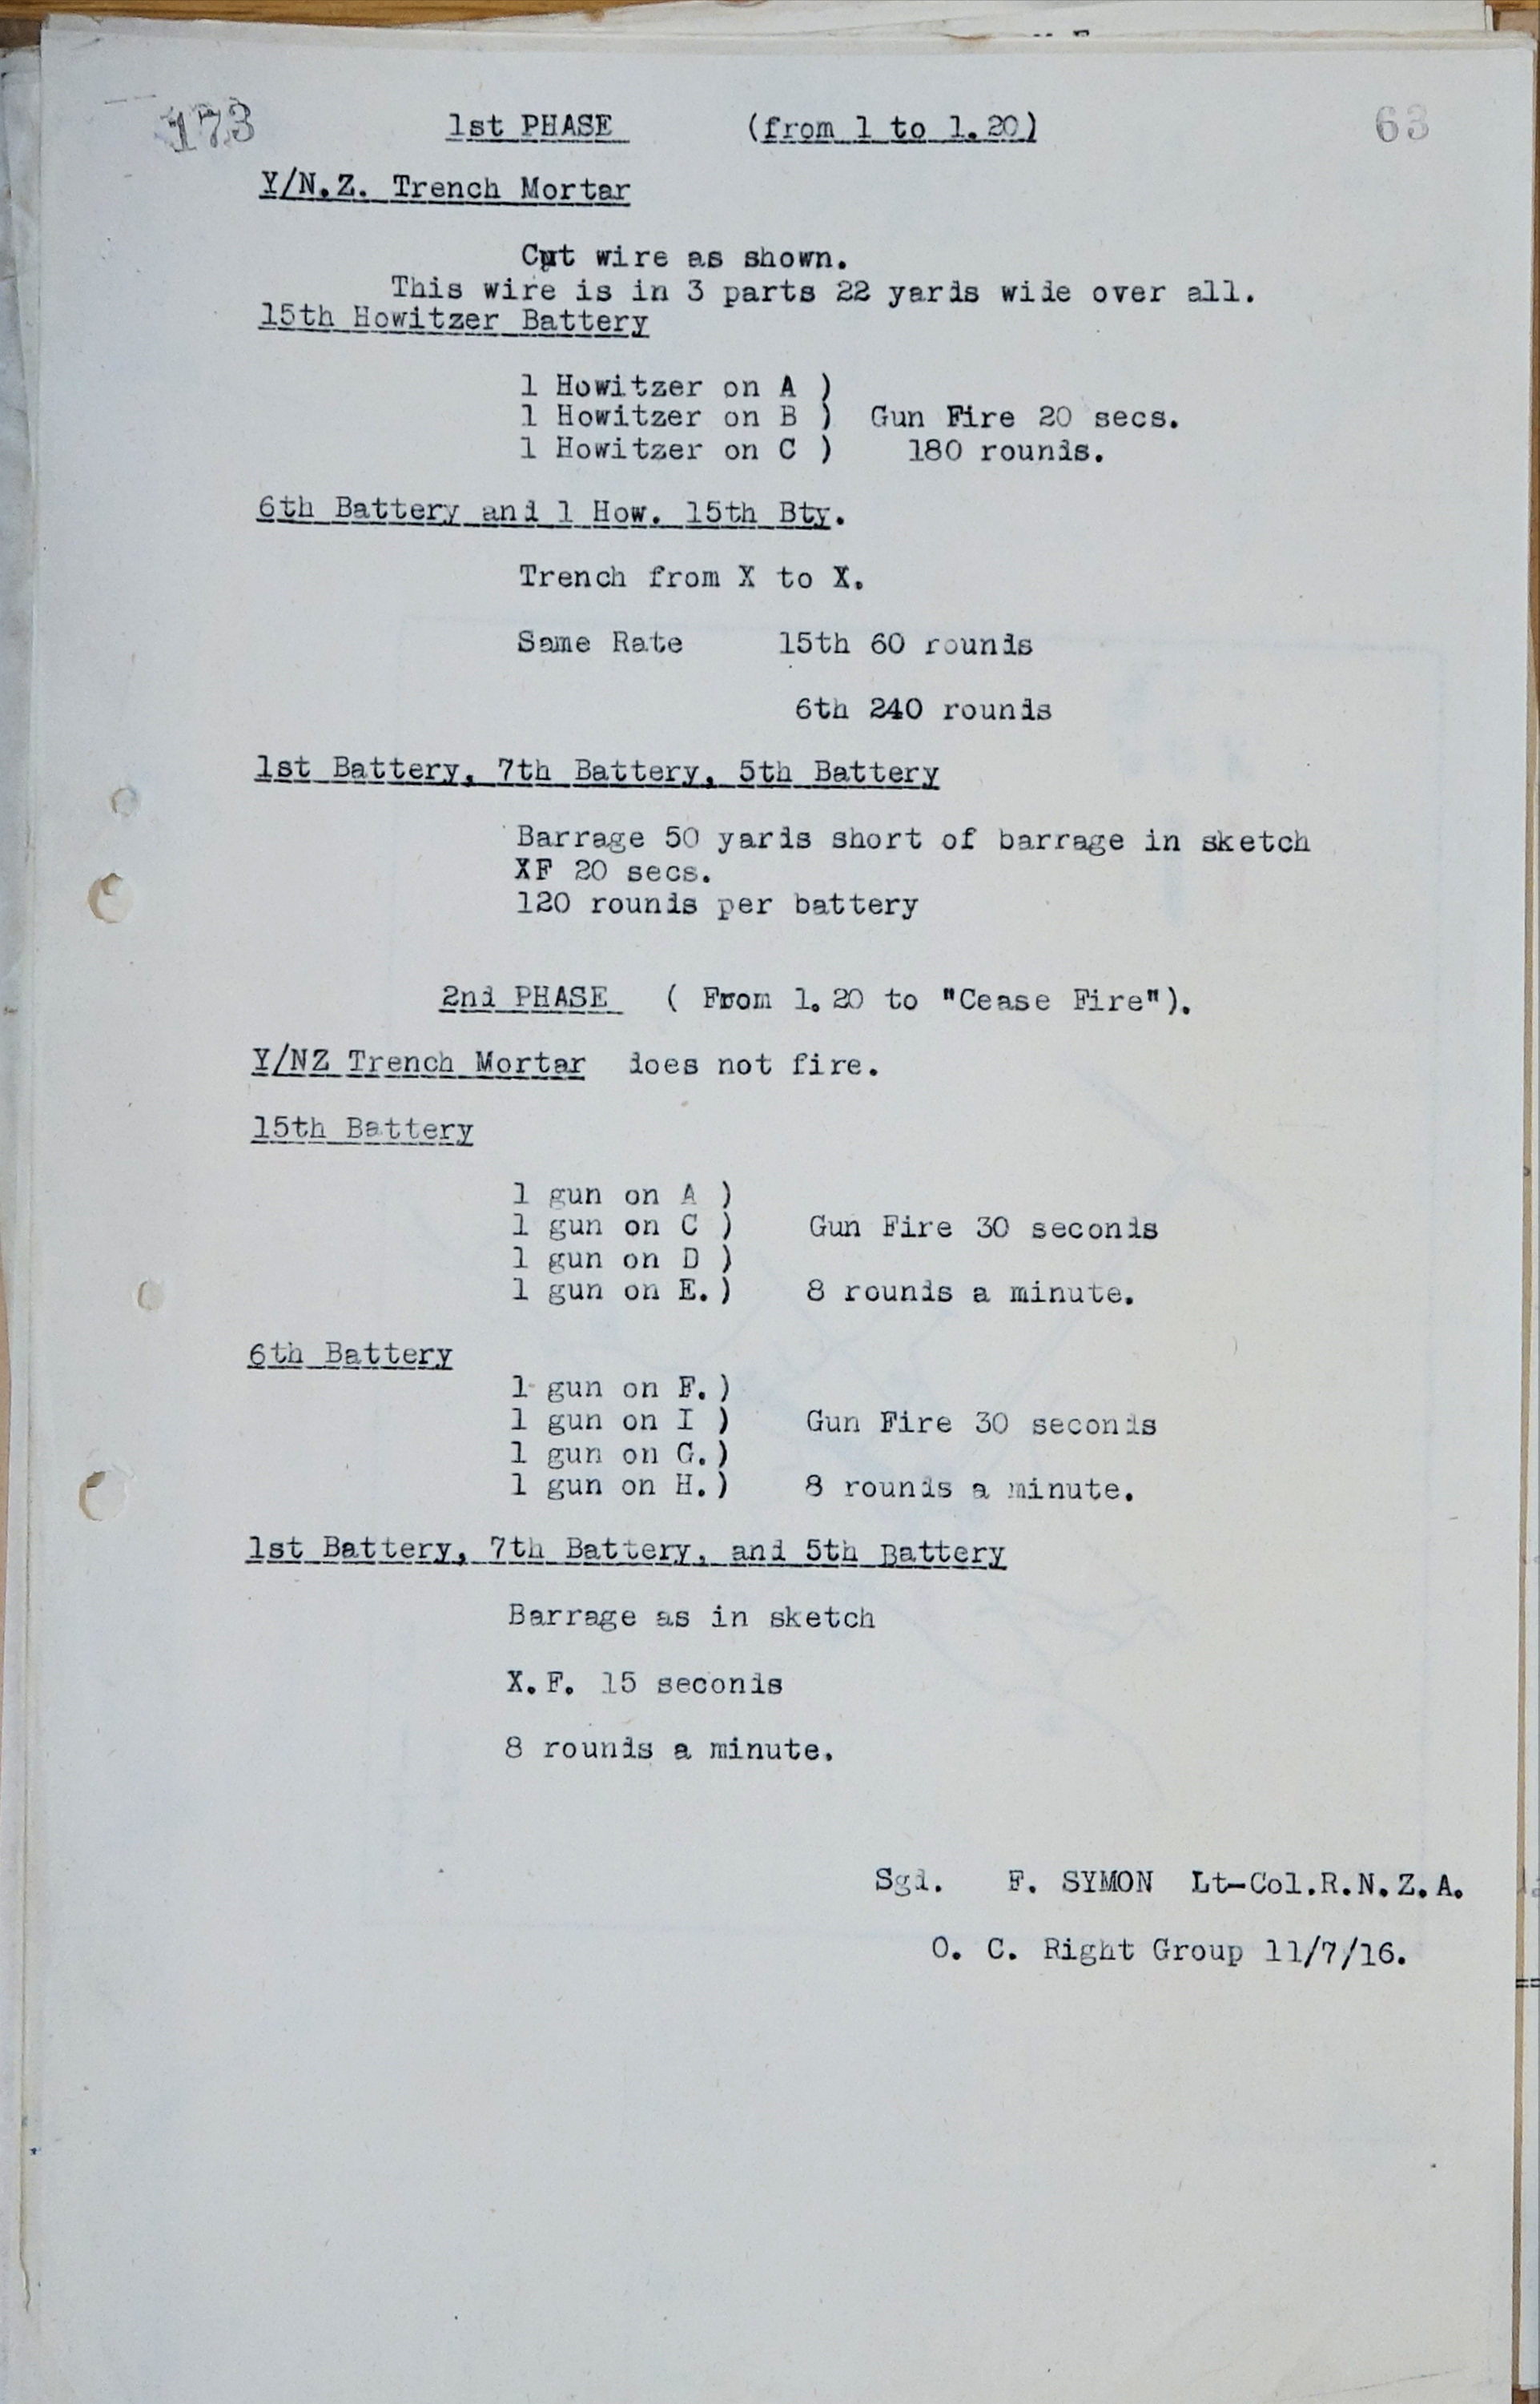 173 1st PHASE (from 1 to 1.20) 63
Y/N.Z. Trench Mortar
Cut wire as shown.
This wire is in 3 parts 22 yards wide over all.
15th Howitzer Battery
1 Howitzer on A )
1 Howitzer on B ) Gun Fire 20 secs.
1 Howitzer on C ) 180 rounds.
6th Battery and 1 How. 15th Bty.
Trench from X to X.
Same Rate 15th 60 rounds
6th 240 rounds
1st Battery, 7th Battery, 5th Battery
Barrage 50 yards short of barrage in sketch
XF 20 secs.
120 rounds per battery
2nd PHASE ( From 1.20 to "Cease Fire").
Y/NZ Trench Mortar does not fire.
15th Battery
1 gun on A )
1 gun on C ) Gun Fire 30 seconds
1 gun on D )
1 gun on E.) 8 rounds a minute.
6th Battery
1 gun on F.)
1 gun on I ) Gun Fire 30 seconds
1 gun on G.)
1 gun on H.) 8 rounds a minute.
1st Battery, 7th Battery, and 5th Battery
Barrage as in sketch
X.F. 15 seconds
8 rounds a minute.
Sgd. F. SYMON Lt-Col.R.N.Z.A.
O. C. Right Group 11/7/16.